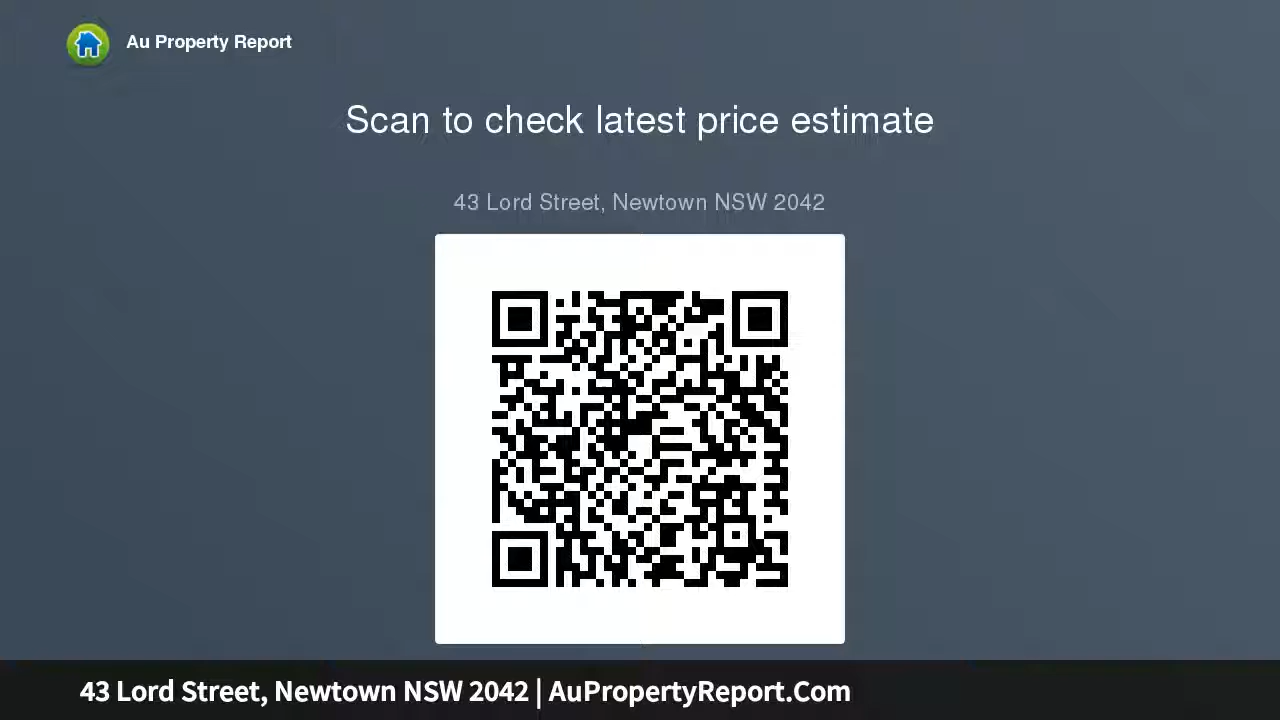 Au Property Report
Scan to check latest price estimate
43 Lord Street, Newtown NSW 2042
43 Lord Street, Newtown NSW 2042 | AuPropertyReport.Com